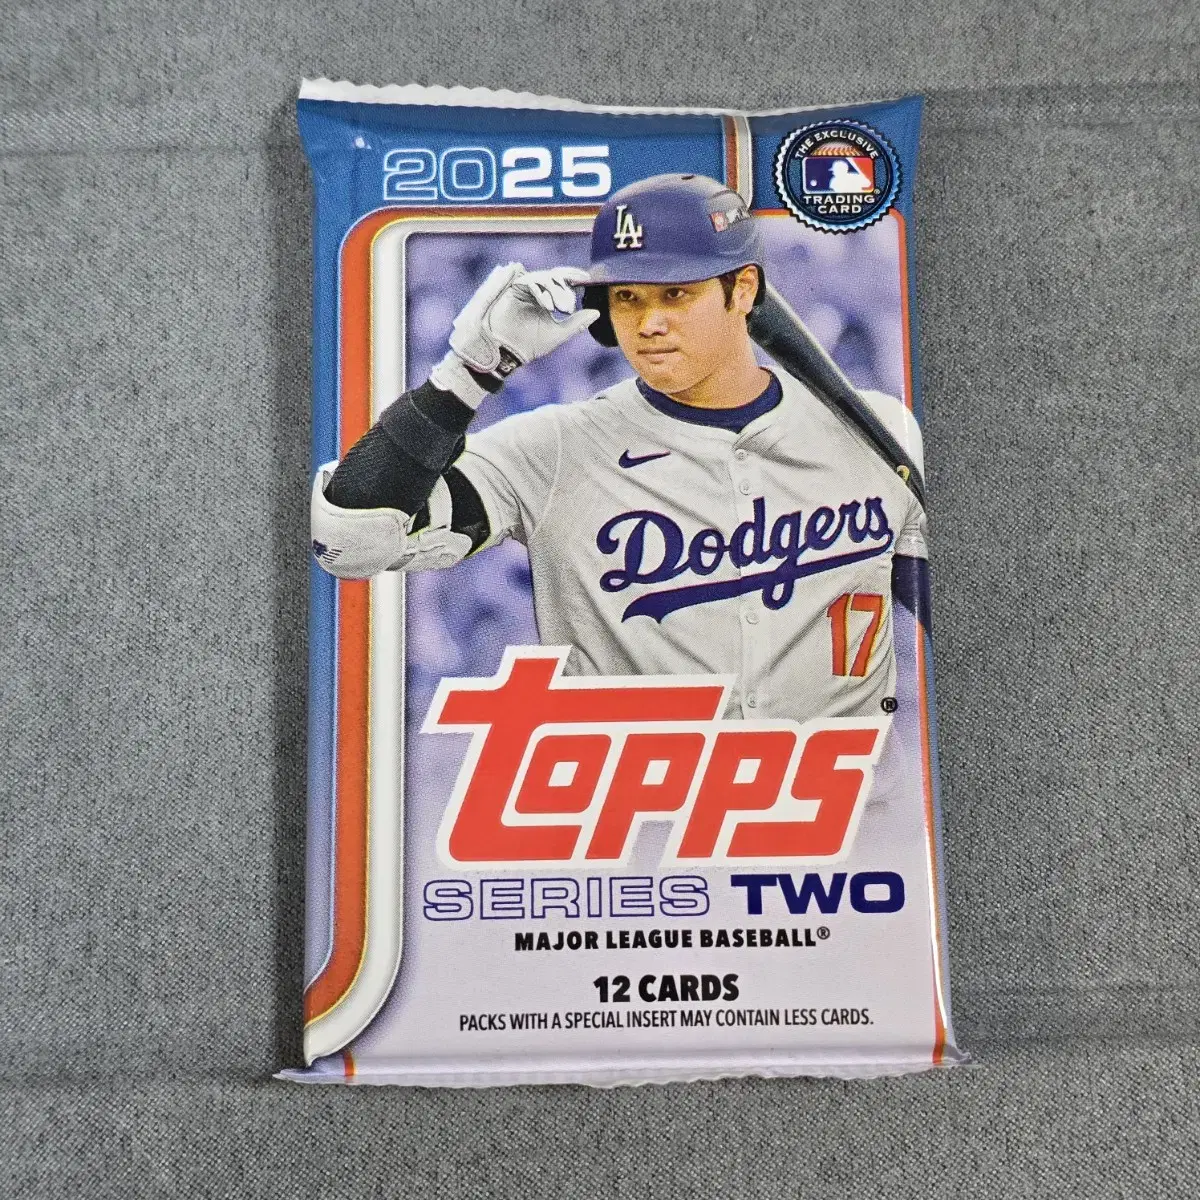 2025
THE EXCLUSIVE
TRADING
CARD
LA
Dodgers
17
topps®
SERIES TWO
MAJOR LEAGUE BASEBALL®
12 CARDS
PACKS WITH A SPECIAL INSERT MAY CONTAIN LESS CARDS.